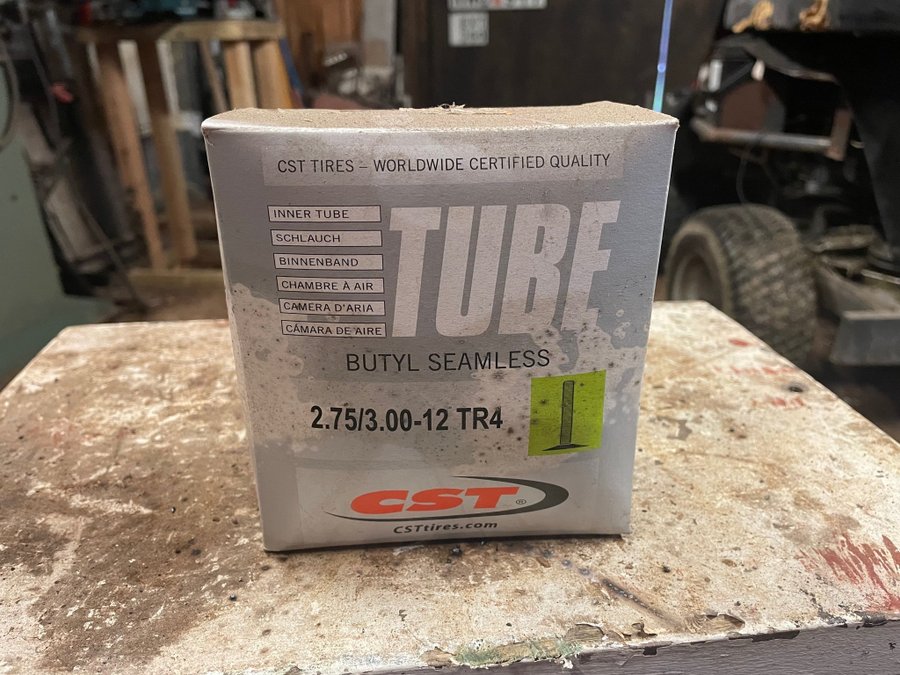 CST TIRES – WORLDWIDE CERTIFIED QUALITY
INNER TUBE
SCHLAUCH
BINNENBAND
CHAMBRE À AIR
CAMERA D'ARIA
CÁMARA DE AIRE
TUBE
BUTYL SEAMLESS
2.75/3.00-12 TR4
CST®
CSTtires.com